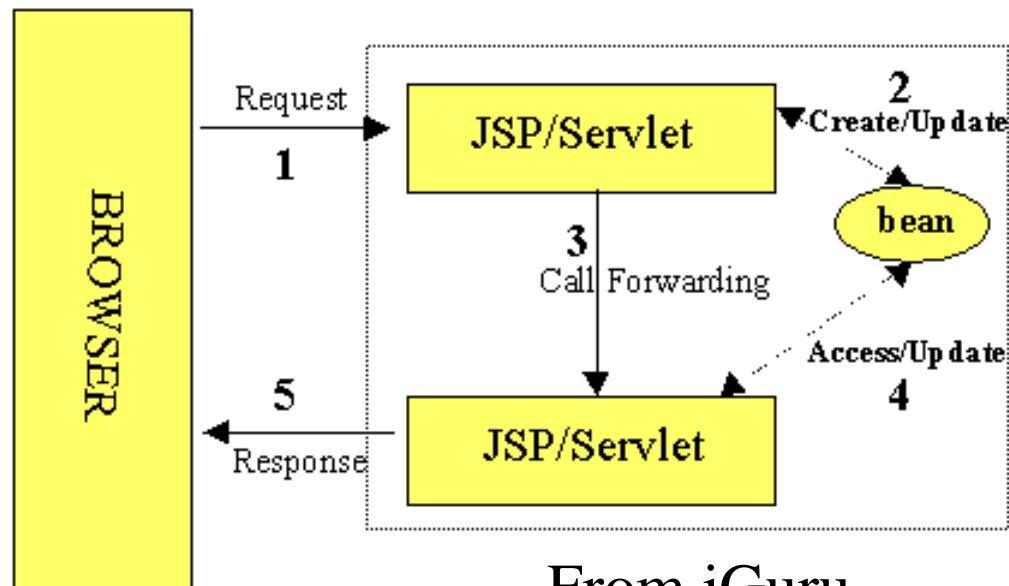 BROWSER
Request
1
JSP/Servlet
2
Create/Update
bean
3
Call Forwarding
Access/Update
4
5
Response
JSP/Servlet
From jGuru